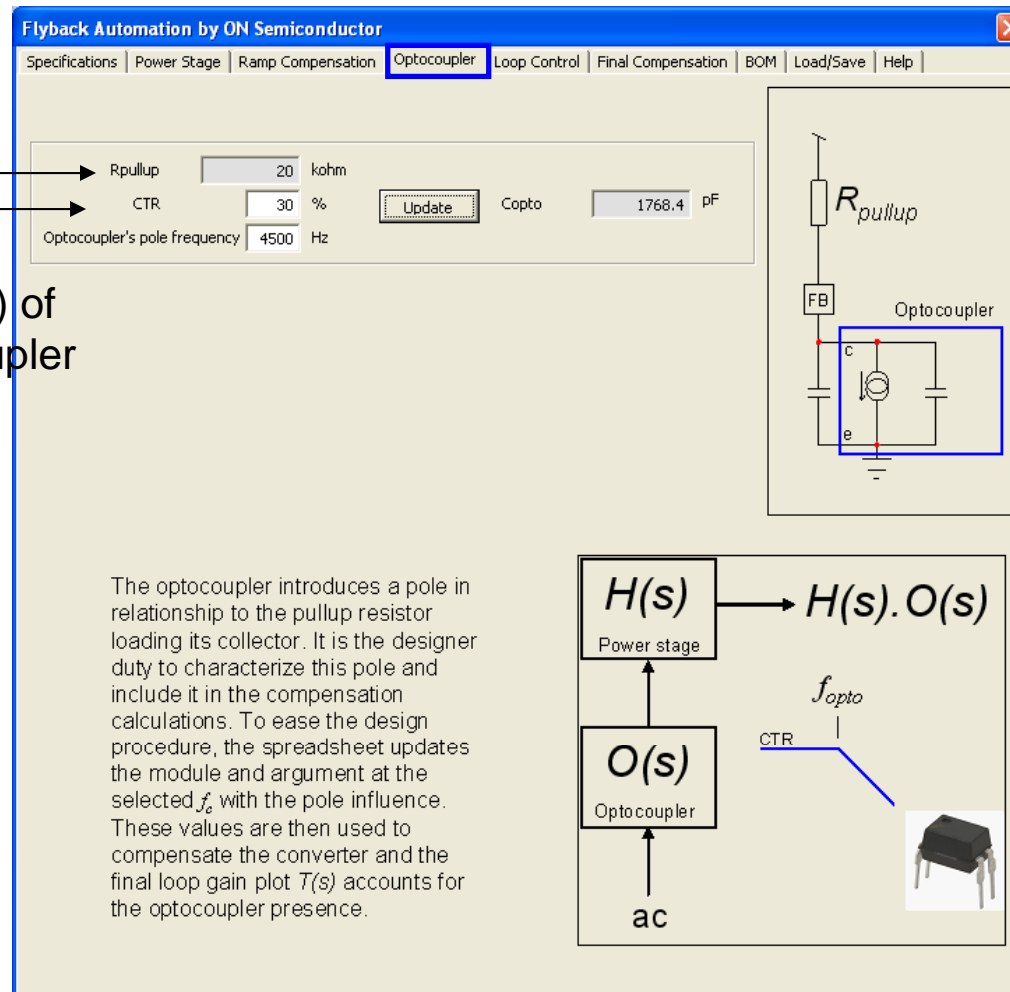 Flyback Automation by ON Semiconductor
Specifications Power Stage Ramp Compensation Optocoupler Loop Control Final Compensation BOM Load/Save Help
Rpullup 20 kohm
CTR 30 % Update Copto 1768.4 pF
Optocoupler's pole frequency 4500 Hz
) of
upler
Rpullup
FB
Optocoupler
c
e
The optocoupler introduces a pole in
relationship to the pullup resistor
loading its collector. It is the designer
duty to characterize this pole and
include it in the compensation
calculations. To ease the design
procedure, the spreadsheet updates
the module and argument at the
selected fc with the pole influence.
These values are then used to
compensate the converter and the
final loop gain plot T(s) accounts for
the optocoupler presence.
H(s)
Power stage
H(s).O(s)
O(s)
Optocoupler
ac
fopto
CTR